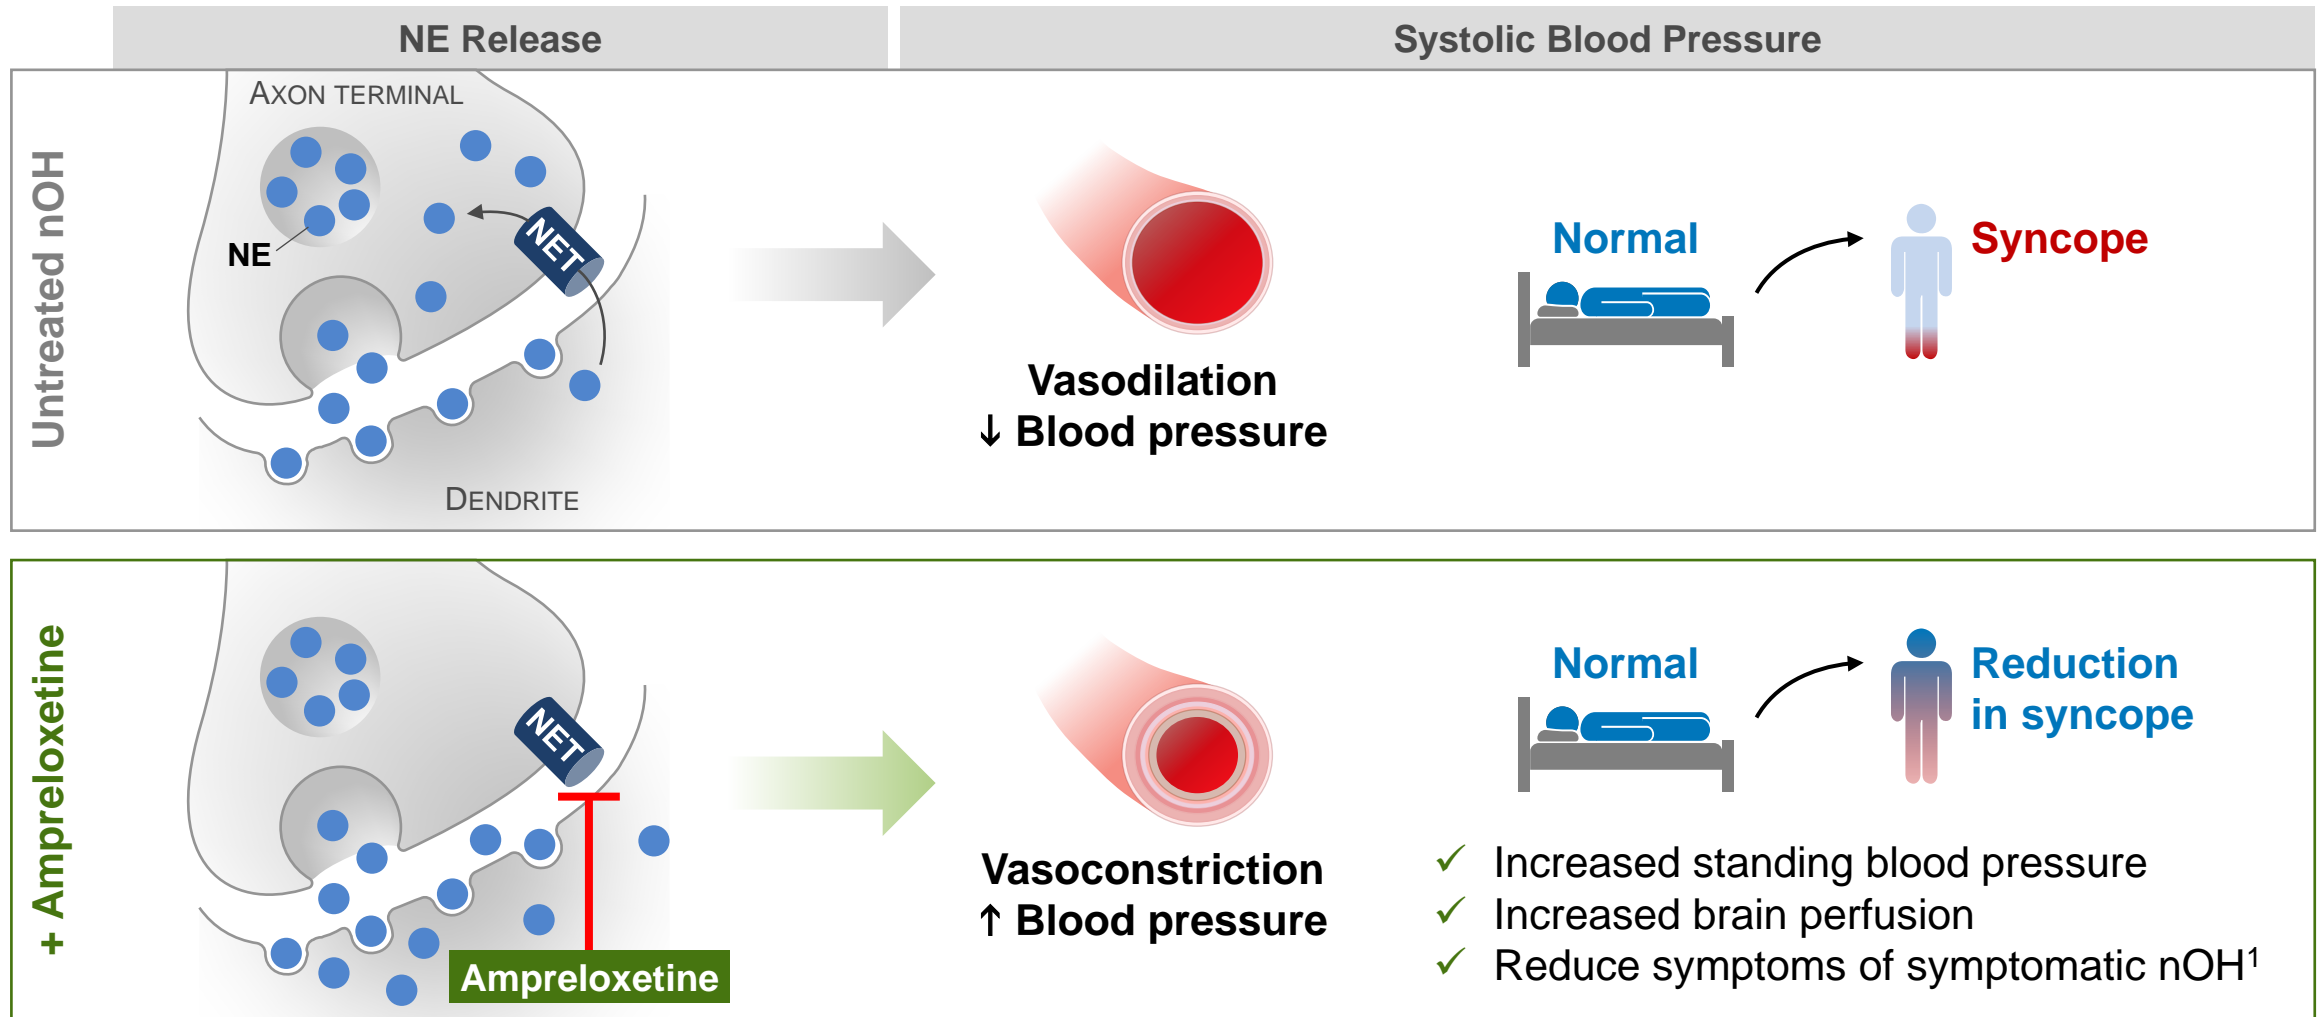 NE Release
Systolic Blood Pressure
Untreated nOH
AXON TERMINAL
NE
NET
DENDRITE
Vasodilation
↓ Blood pressure
Normal
Syncope
+ Ampreloxetine
NET
Ampreloxetine
Vasoconstriction
↑ Blood pressure
Normal
Reduction
in syncope
✓ Increased standing blood pressure
✓ Increased brain perfusion
✓ Reduce symptoms of symptomatic nOH¹